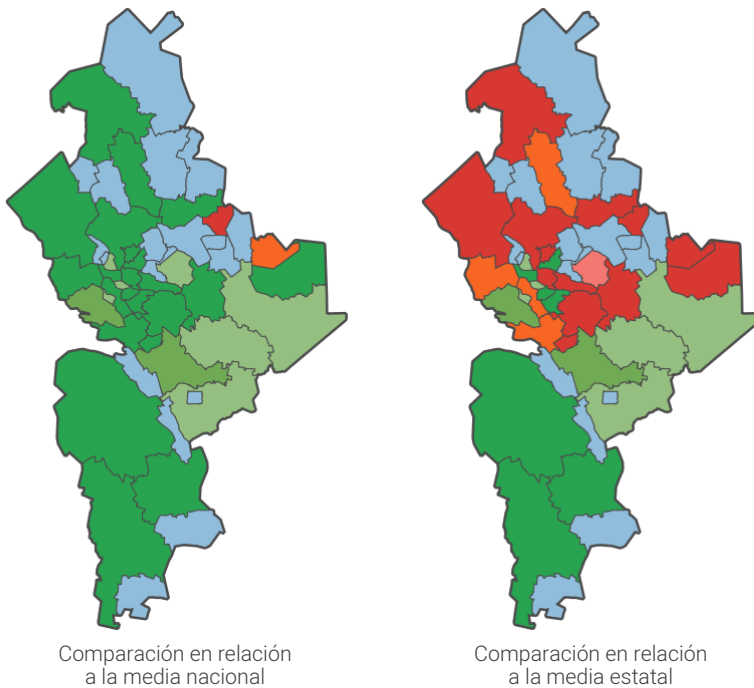 Comparación en relación
a la media nacional
Comparación en relación
a la media estatal